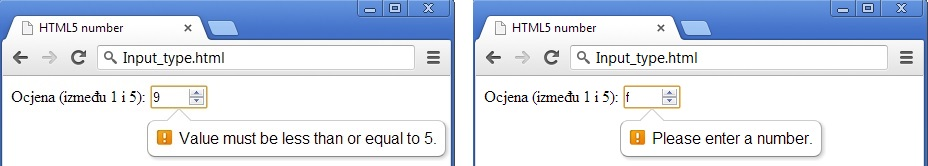 HTML5 number
Input_type.html
Ocjena (između 1 i 5): 9
Value must be less than or equal to 5.
HTML5 number
Input_type.html
Ocjena (između 1 i 5): f
Please enter a number.